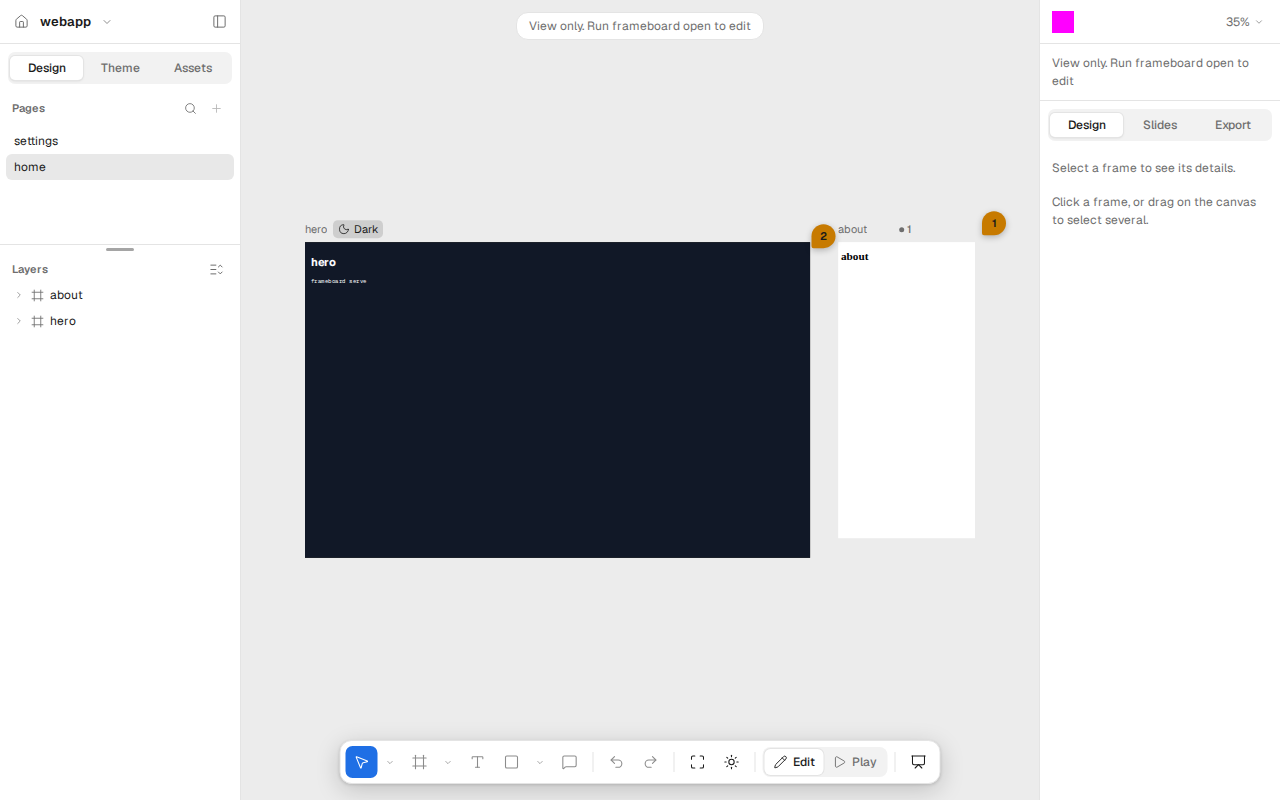 webapp
View only. Run frameboard open to edit
35%
Design
Theme
Assets
View only. Run frameboard open to
edit
Pages
Design
Slides
Export
settings
home
Select a frame to see its details.
Click a frame, or drag on the canvas
to select several.
hero
Dark
2
about
1
1
hero
frameboard serve
about
Layers
about
hero
Edit
Play